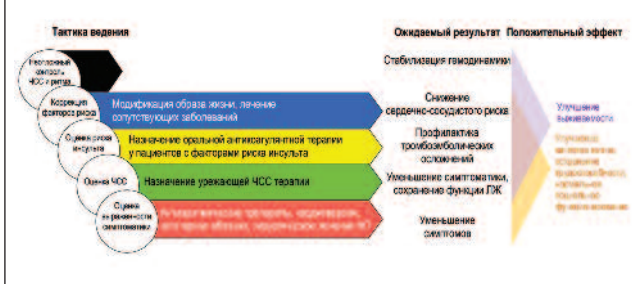 Тактика ведения
Ожидаемый результат
Положительный эффект
Неотложный
контроль
ЧСС и ритма
Стабилизация гемодинамики
Коррекция
факторов риска
Модификация образа жизни, лечение
сопутствующих заболеваний
Снижение
сердечно-сосудистого риска
Оценка риска
инсульта
Назначение оральной антикоагулянтной терапии
у пациентов с факторами риска инсульта
Профилактика
тромбоэмболических
осложнений
Оценка ЧСС
Назначение урежающей ЧСС терапии
Уменьшение симптоматики,
сохранение функции ЛЖ
Оценка
выраженности
симптоматики
Уменьшение
симптомов
Улучшение
выживаемости